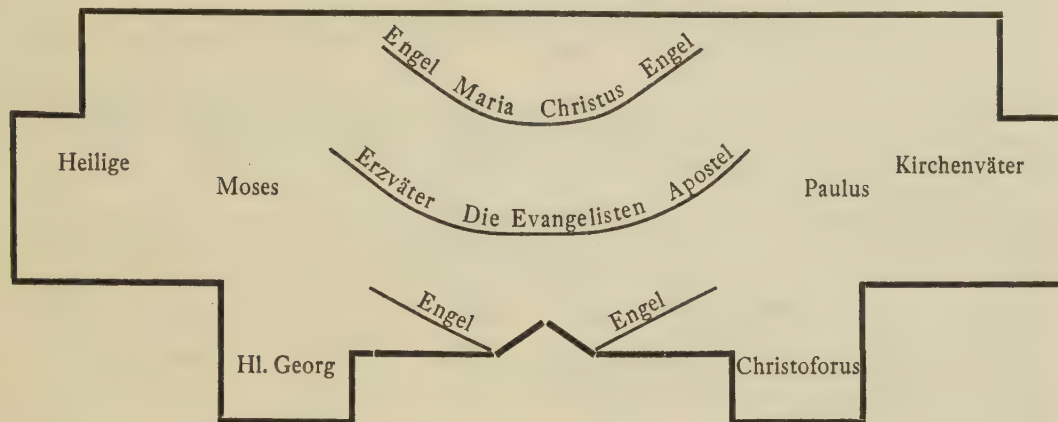 Engel Maria Christus Engel
Heilige
Moses
Erzväter Die Evangelisten Apostel
Paulus
Kirchenväter
Engel
Engel
Hl. Georg
Christoforus